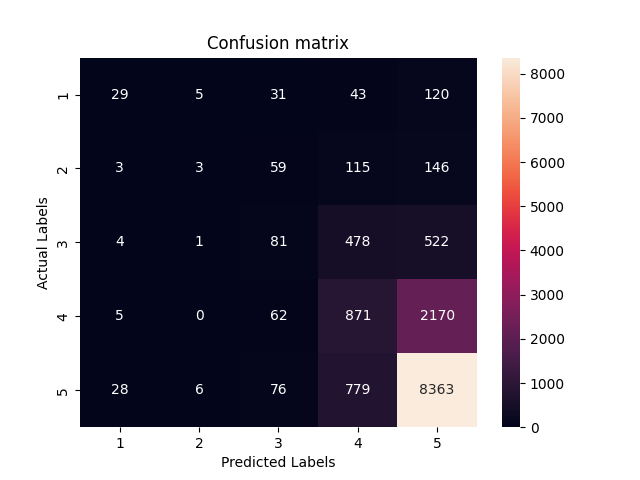 Confusion matrix
Actual Labels
1 29 5 31 43 120
2 3 3 59 115 146
3 4 1 81 478 522
4 5 0 62 871 2170
5 28 6 76 779 8363
1 2 3 4 5
Predicted Labels
8000
7000
6000
5000
4000
3000
2000
1000
0